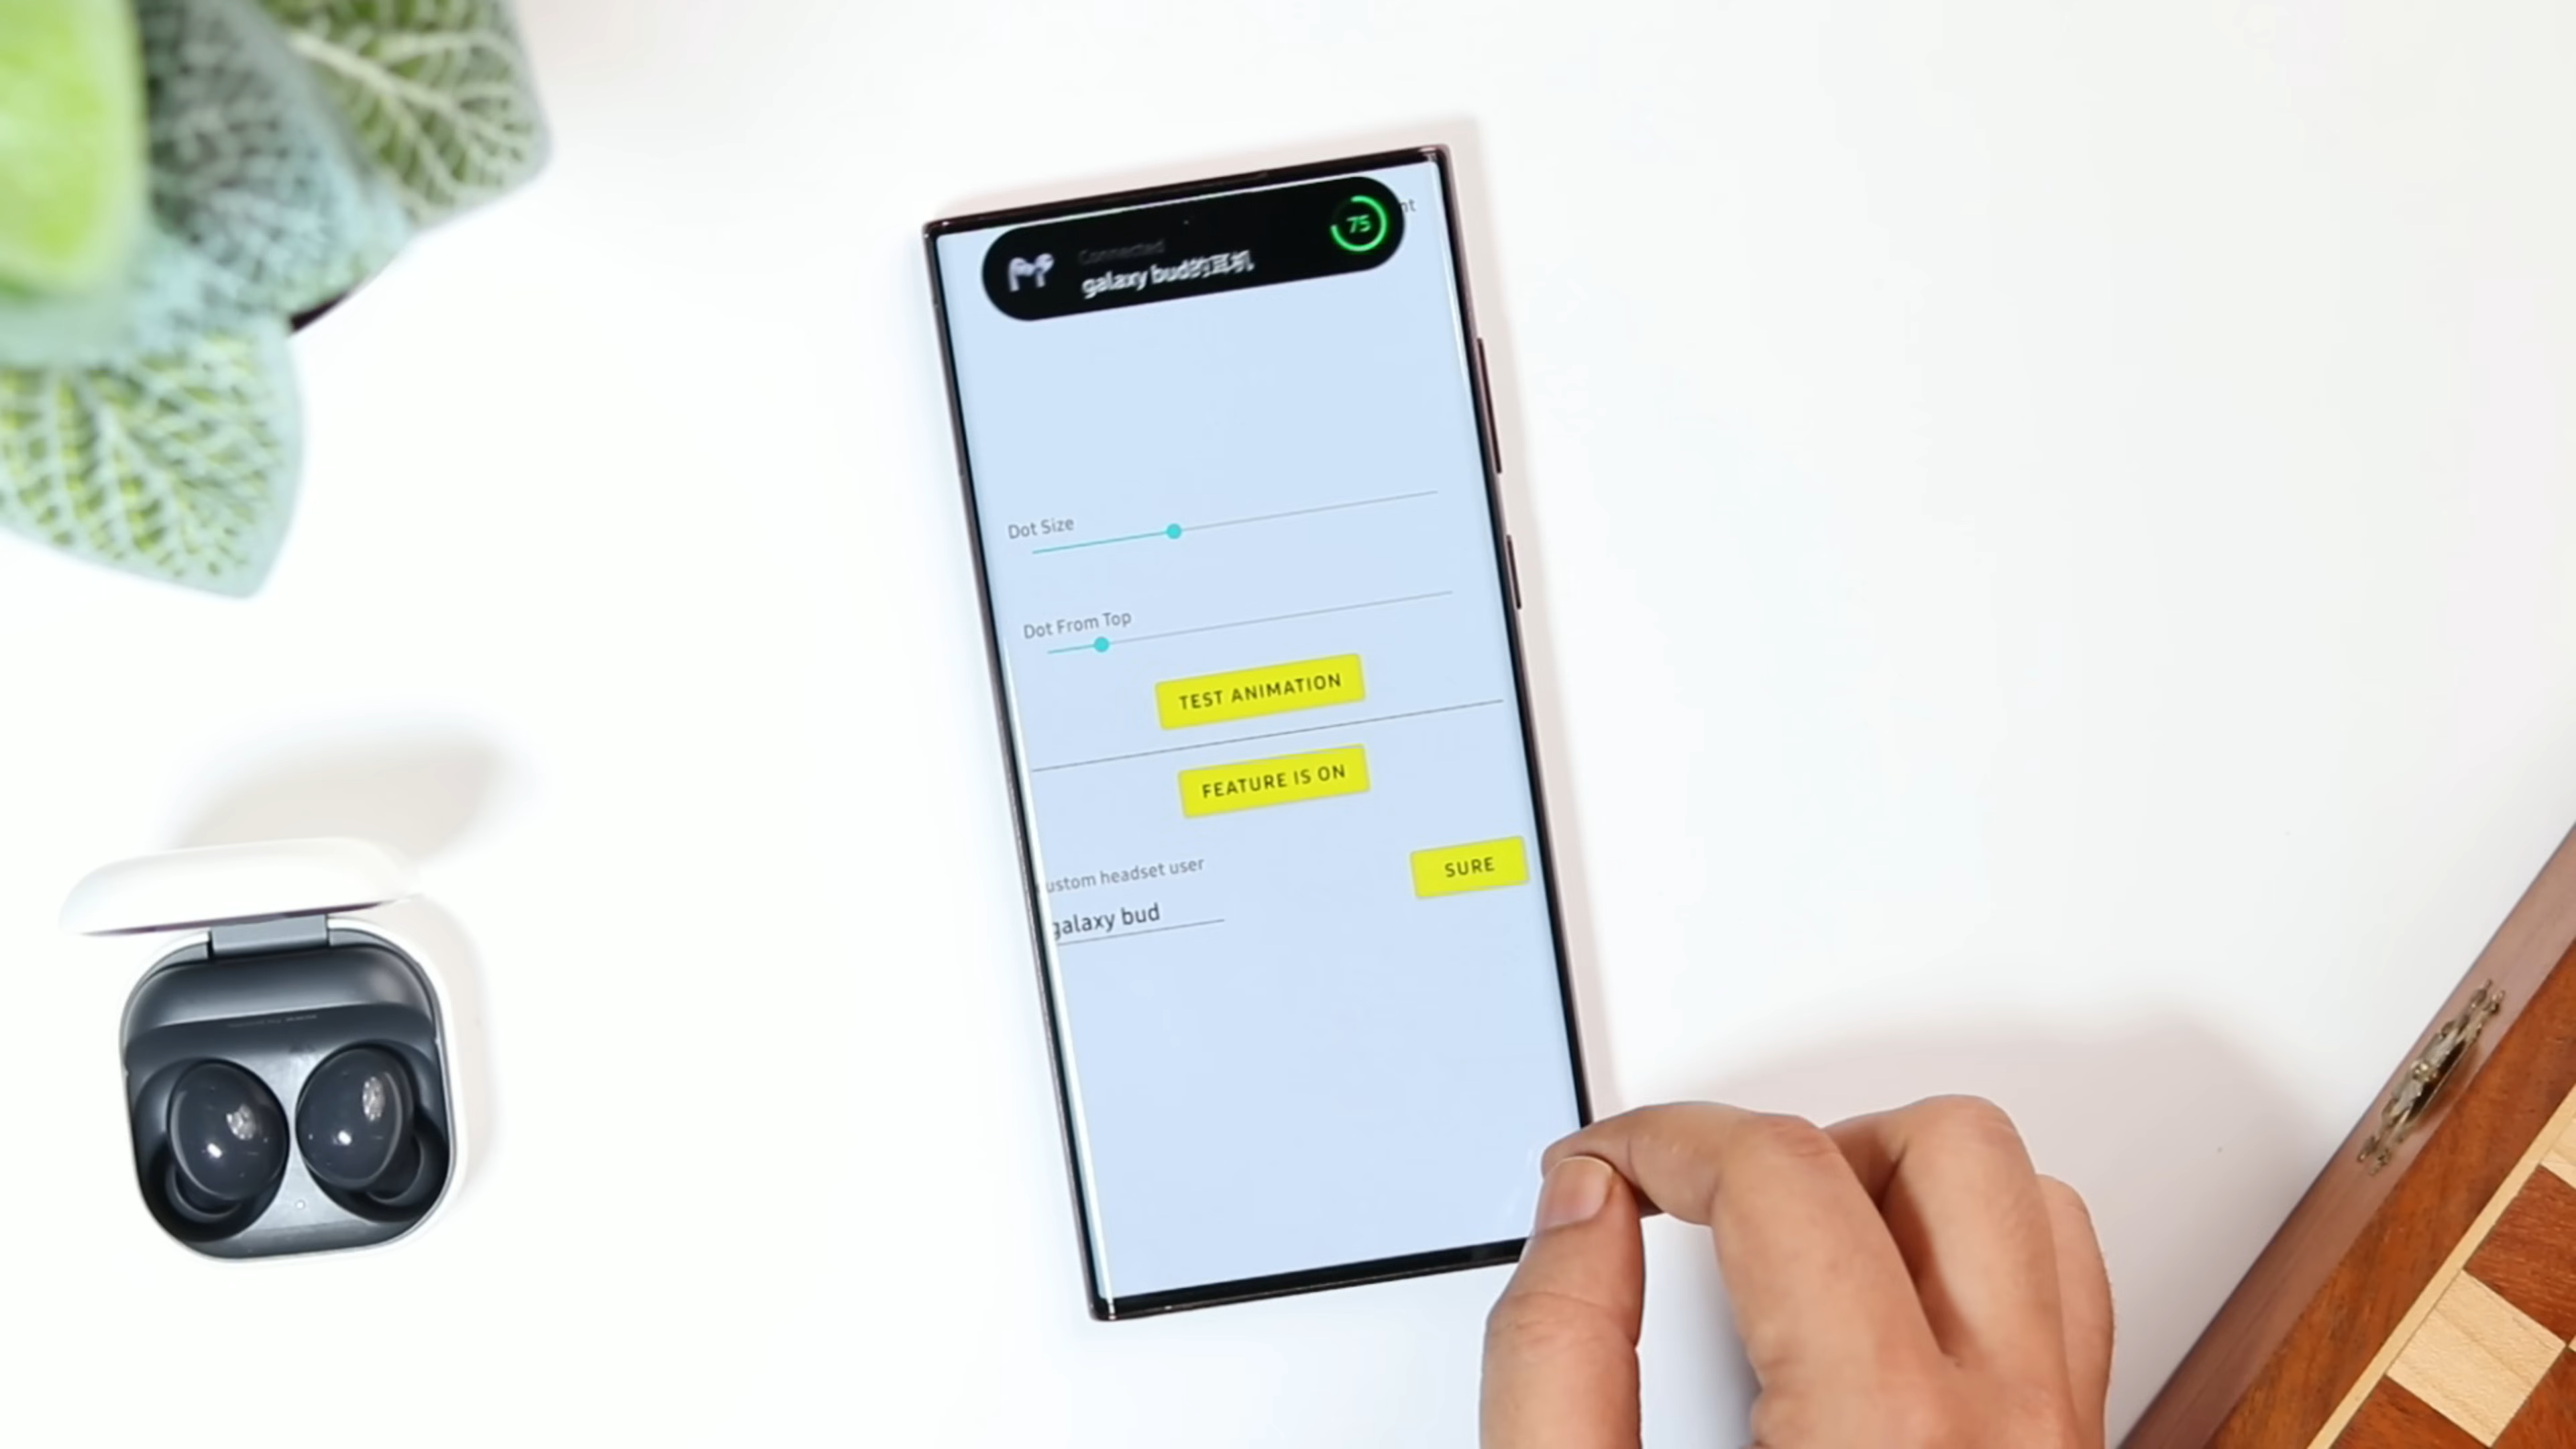 Connected
galaxy bud的耳机
75
nt
Dot Size
Dot From Top
TEST ANIMATION
FEATURE IS ON
ustom headset user
SURE
galaxy bud